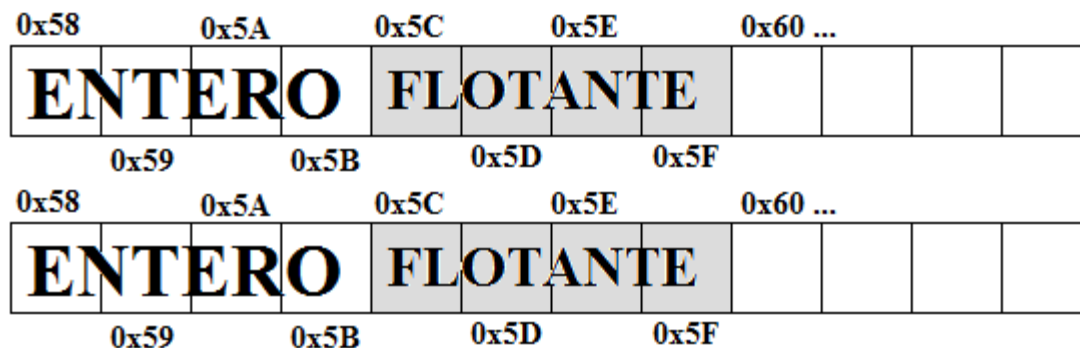 0x58 0x5A 0x5C 0x5E 0x60 ...
ENTERO FLOTANTE
0x59 0x5B 0x5D 0x5F
0x58 0x5A 0x5C 0x5E 0x60 ...
ENTERO FLOTANTE
0x59 0x5B 0x5D 0x5F